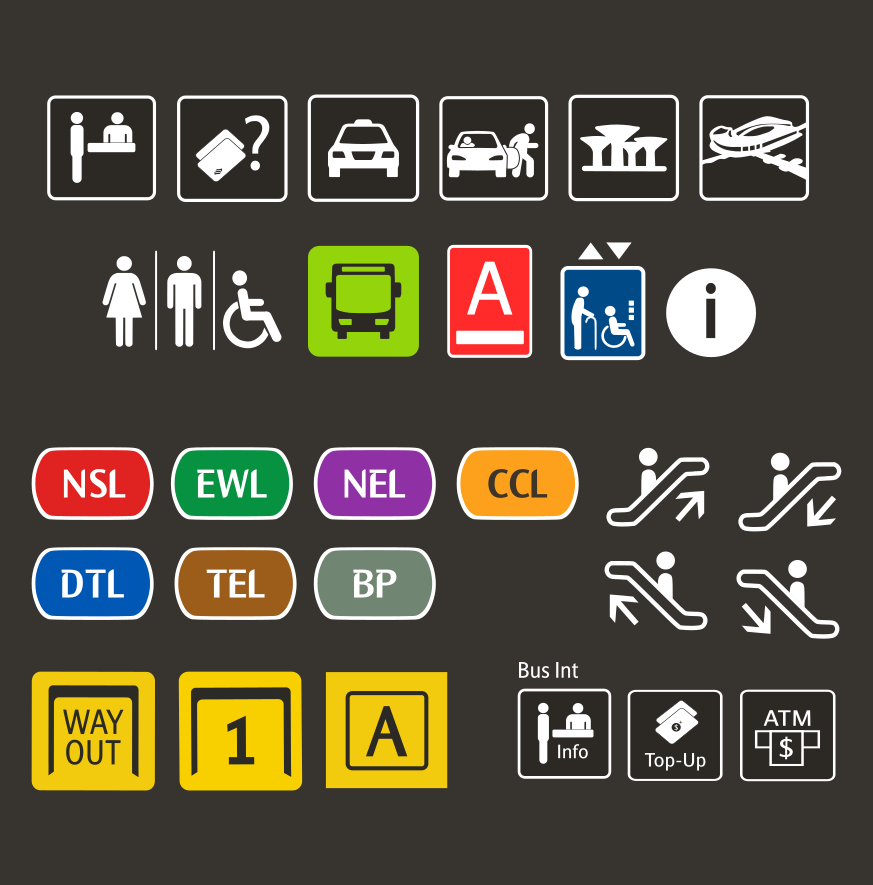 ?
A
i
NSL
EWL
NEL
CCL
DTL
TEL
BP
WAY
OUT
1
A
Bus Int
Info
$
Top-Up
ATM
$